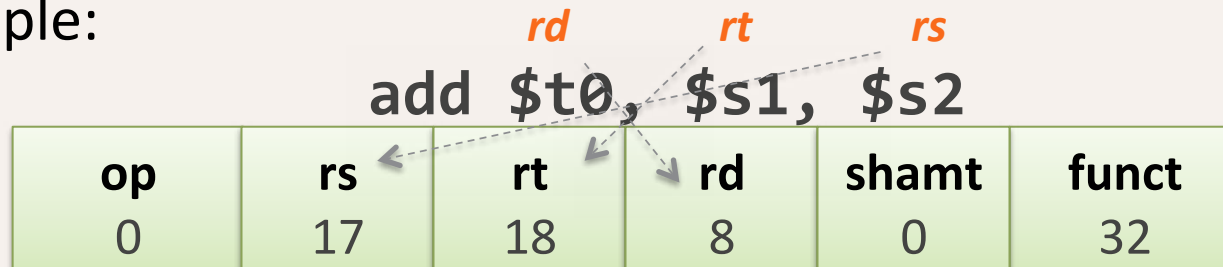 ple:
rd rt rs
add $t0, $s1, $s2
op rs rt rd shamt funct
0 17 18 8 0 32